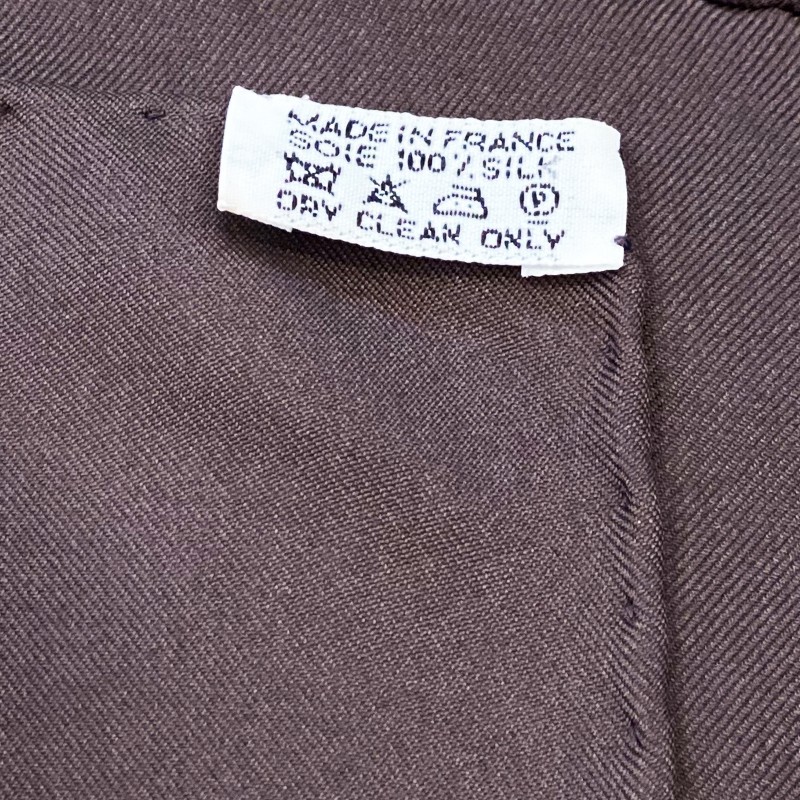 MADE IN FRANCE
SOIE 100% SILK
DRY CLEAN ONLY